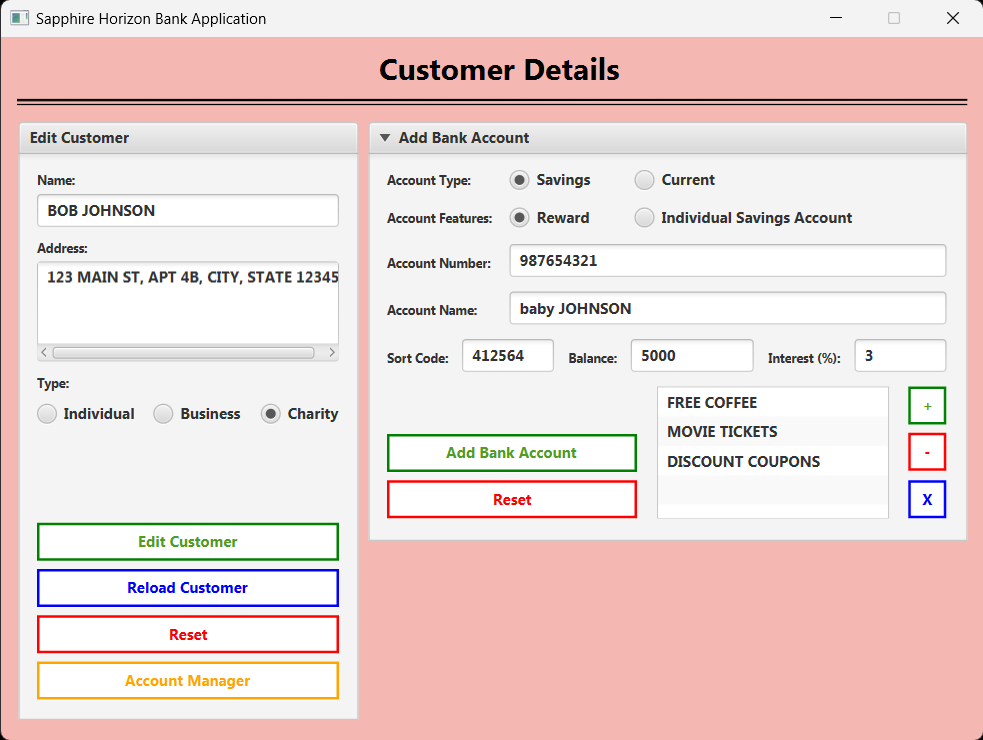 Sapphire Horizon Bank Application
Customer Details
Edit Customer
Name:
BOB JOHNSON
Address:
123 MAIN ST, APT 4B, CITY, STATE 12345
Type:
Individual Business Charity
Edit Customer
Reload Customer
Reset
Account Manager
Add Bank Account
Account Type: Savings Current
Account Features: Reward Individual Savings Account
Account Number: 987654321
Account Name: baby JOHNSON
Sort Code: 412564 Balance: 5000 Interest (%): 3
FREE COFFEE
MOVIE TICKETS
DISCOUNT COUPONS
+
-
X
Add Bank Account
Reset